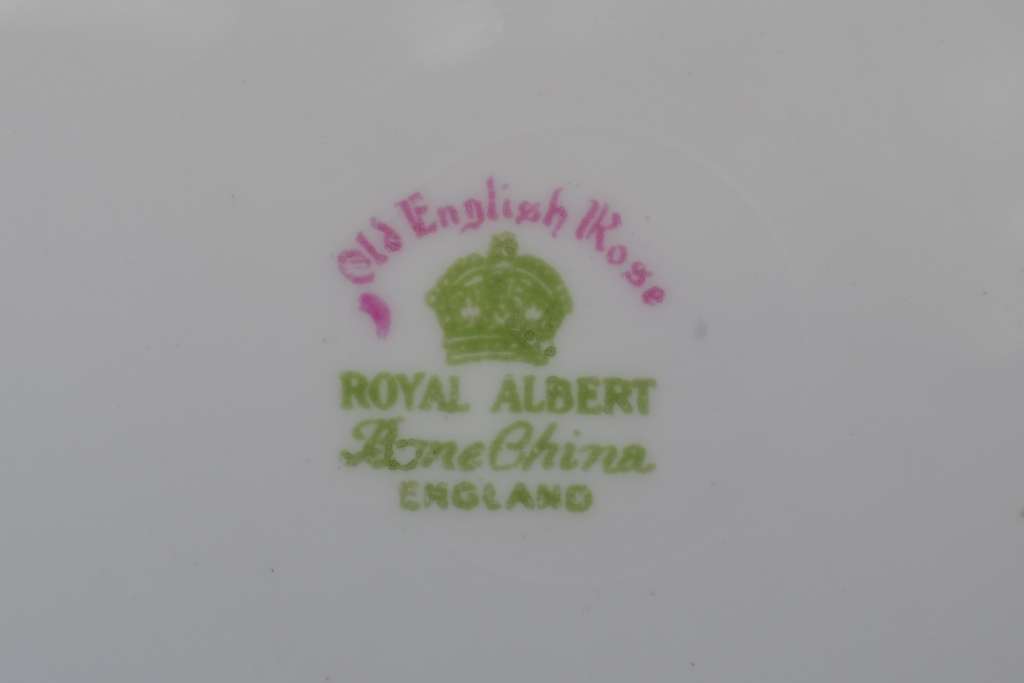 Old English Rose
ROYAL ALBERT
Bone China
ENGLAND